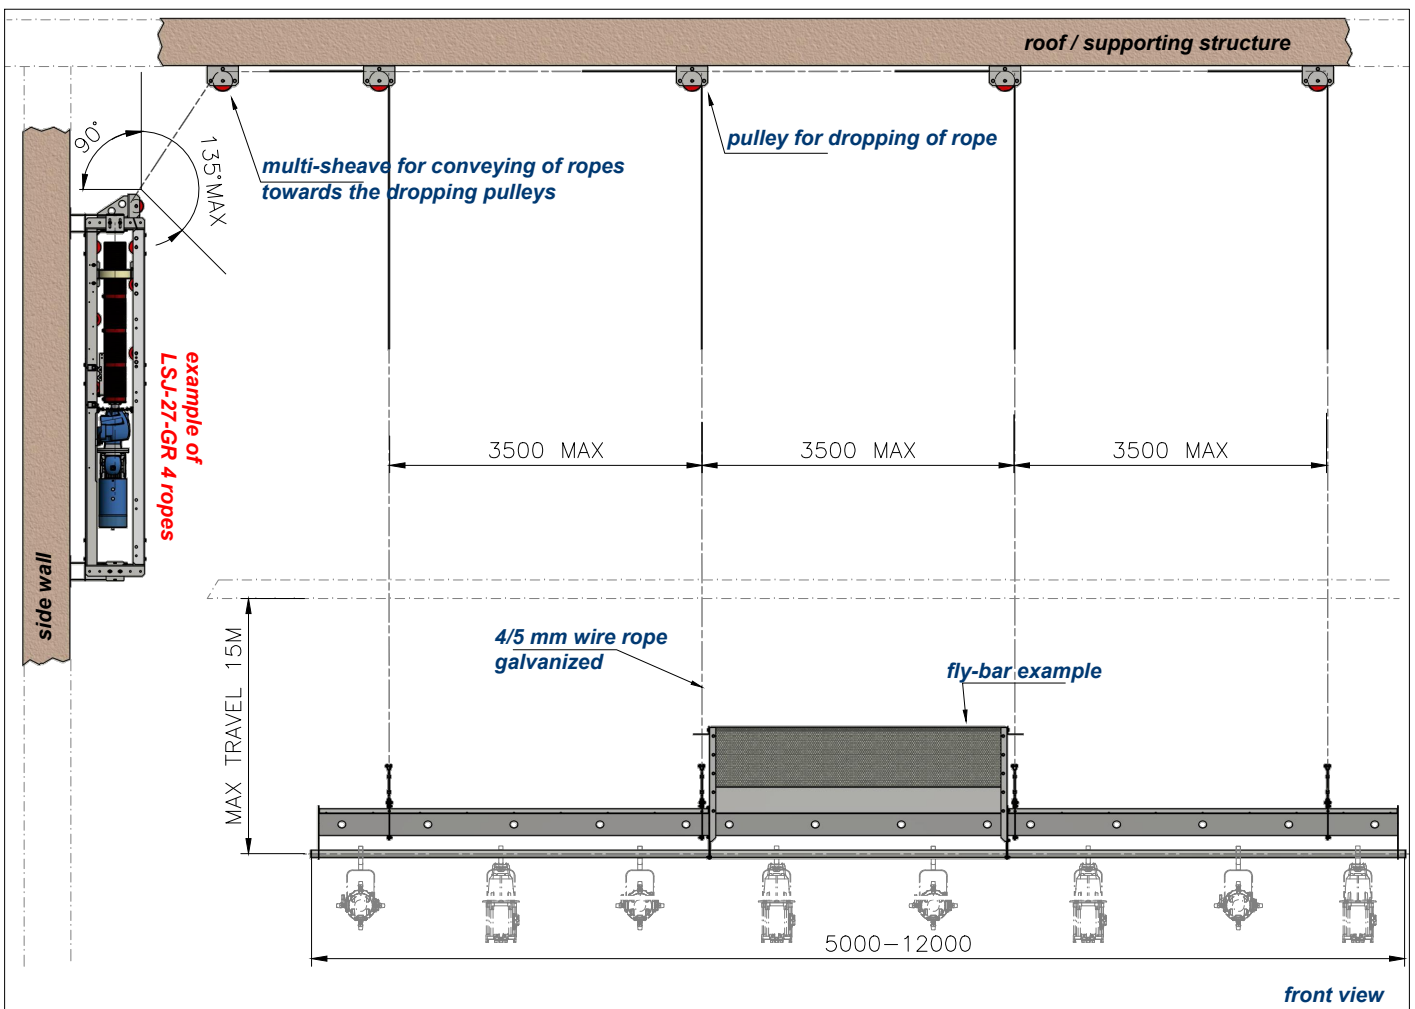 roof / supporting structure
90°
135°MAX
multi-sheave for conveying of ropes
towards the dropping pulleys
pulley for dropping of rope
example of
LSJ-27-GR 4 ropes
side wall
3500 MAX
3500 MAX
3500 MAX
MAX TRAVEL 15M
4/5 mm wire rope
galvanized
fly-bar example
5000-12000
front view